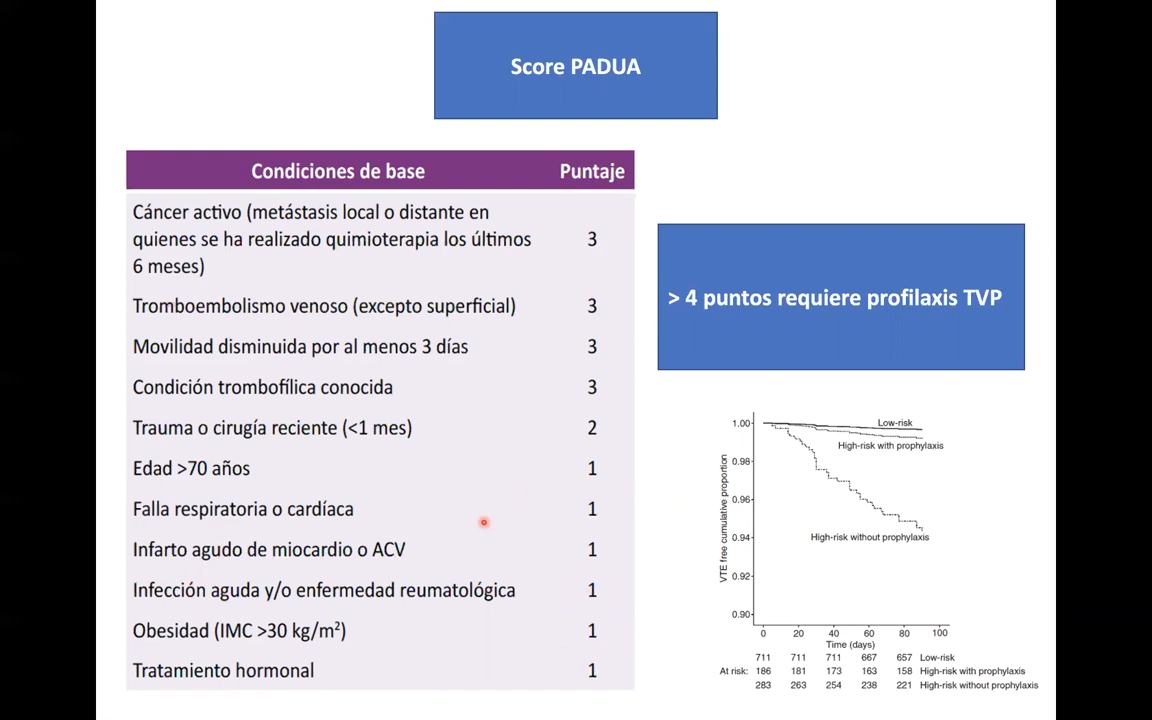 Score PADUA
Condiciones de base Puntaje
Cáncer activo (metástasis local o distante en
quienes se ha realizado quimioterapia los últimos 3
6 meses)
Tromboembolismo venoso (excepto superficial) 3
Movilidad disminuida por al menos 3 días 3
Condición trombofílica conocida 3
Trauma o cirugía reciente (<1 mes) 2
Edad >70 años 1
Falla respiratoria o cardíaca 1
Infarto agudo de miocardio o ACV 1
Infección aguda y/o enfermedad reumatológica 1
Obesidad (IMC >30 kg/m²) 1
Tratamiento hormonal 1
> 4 puntos requiere profilaxis TVP
VTE free cumulative proportion
1.00
0.98
0.96
0.94
0.92
0.90
Low-risk
High-risk with prophylaxis
High-risk without prophylaxis
0 20 40 60 80 100
Time (days)
711 711 711 667 657 Low-risk
At risk: 186 181 173 163 158 High-risk with prophylaxis
283 263 254 238 221 High-risk without prophylaxis